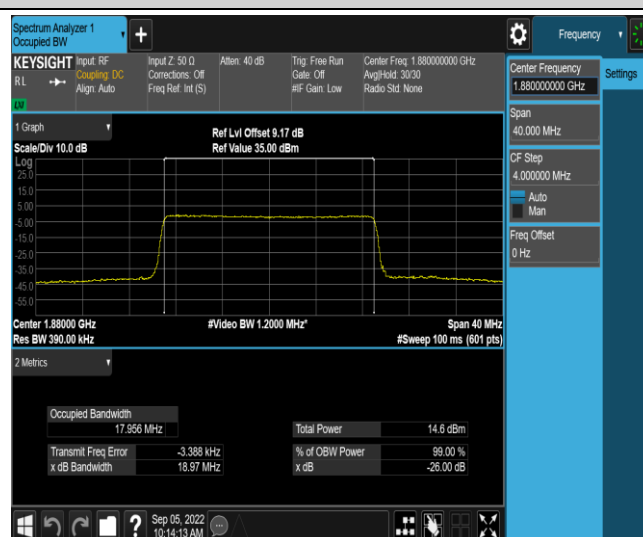 Spectrum Analyzer 1
Occupied BW
Frequency
KEYSIGHT
RL
Input: RF
Coupling: DC
Align: Auto
Input Z: 50 Ω
Corrections: Off
Freq Ref: Int (S)
Atten: 40 dB
Trig: Free Run
Gate: Off
#IF Gain: Low
Center Freq: 1.880000000 GHz
Avg|Hold: 30/30
Radio Std: None
Center Frequency
1.880000000 GHz
Settings
Span
40.000 MHz
CF Step
4.000000 MHz
Auto
Man
Freq Offset
0 Hz
1 Graph
Scale/Div 10.0 dB
Ref Lvl Offset 9.17 dB
Ref Value 35.00 dBm
Log
25.0
15.0
5.00
-5.00
-15.0
-25.0
-35.0
-45.0
-55.0
Center 1.88000 GHz
#Video BW 1.2000 MHz*
Span 40 MHz
Res BW 390.00 kHz
#Sweep 100 ms (601 pts)
2 Metrics
Occupied Bandwidth
17.956 MHz
Total Power 14.6 dBm
Transmit Freq Error -3.388 kHz
% of OBW Power 99.00 %
x dB Bandwidth 18.97 MHz
x dB -26.00 dB
Sep 05, 2022
10:14:13 AM